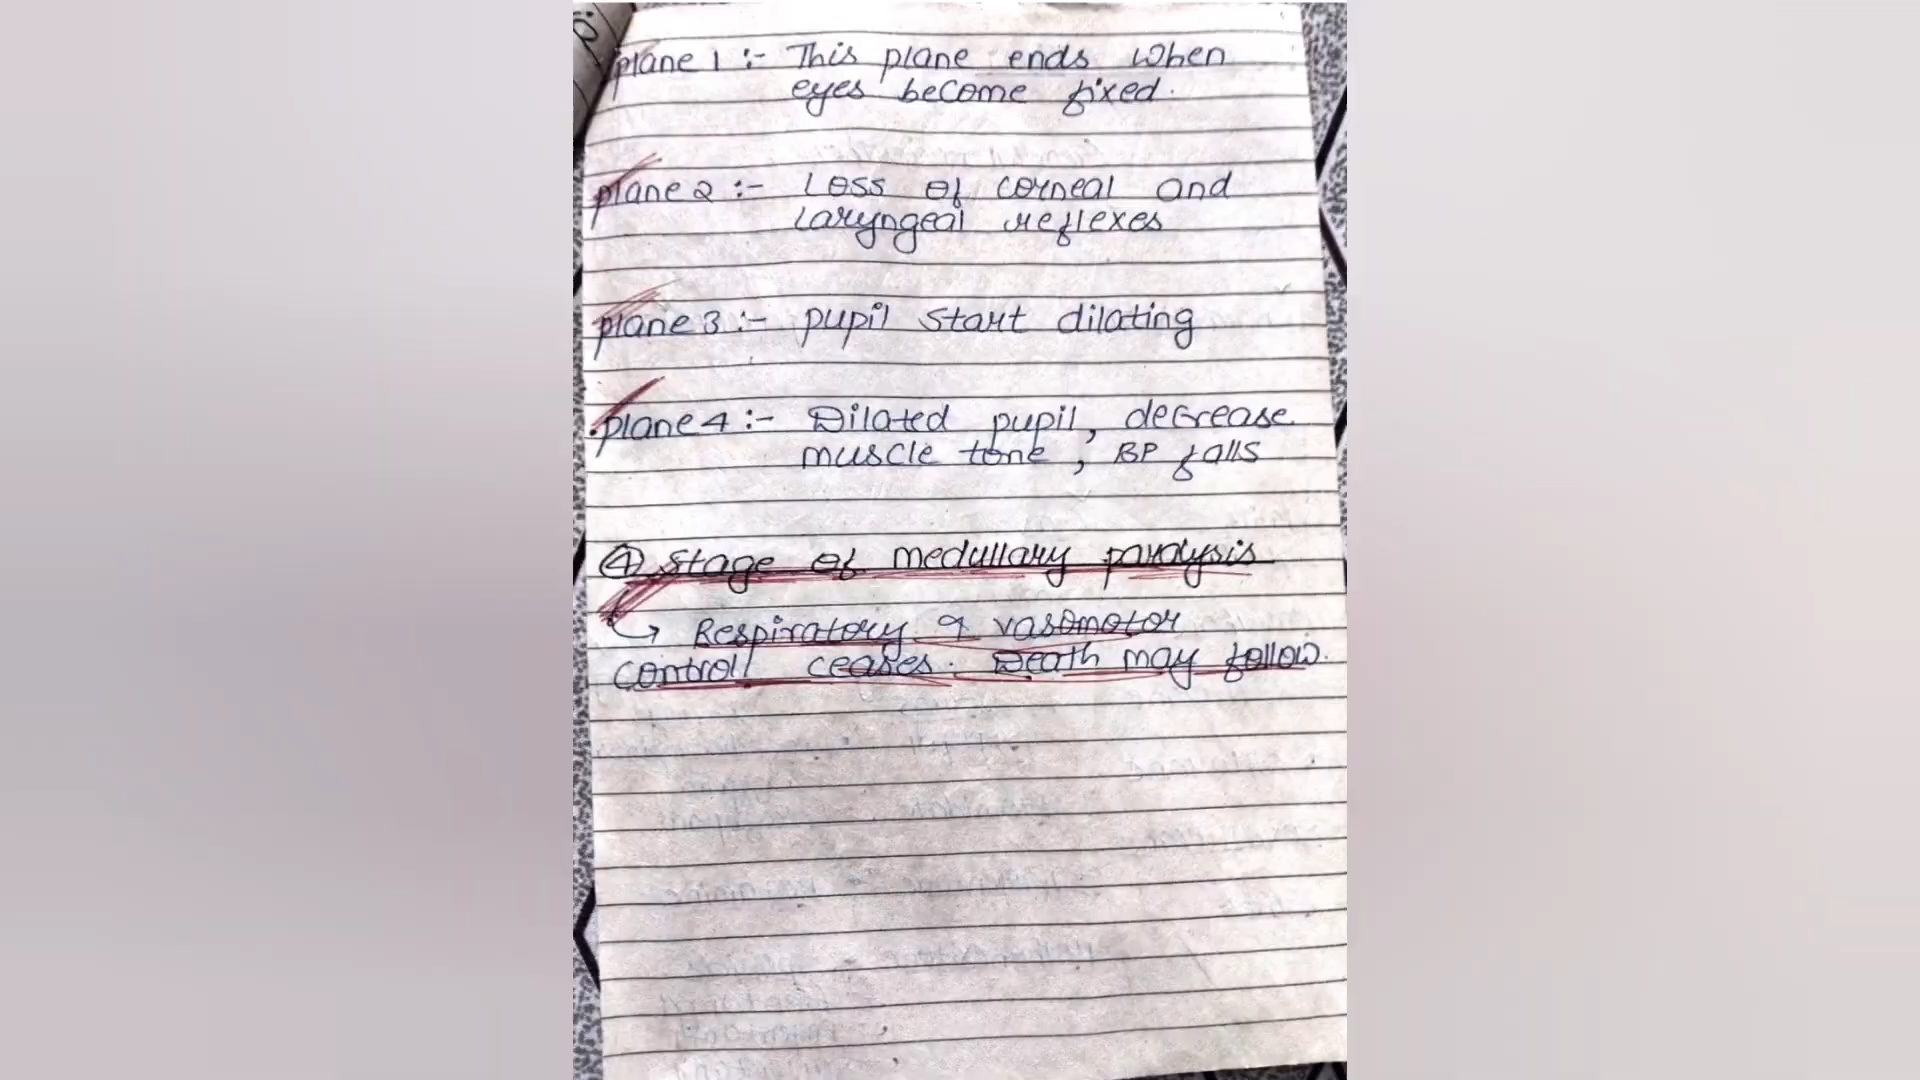 plane 1 :- This plane ends when
eyes become fixed.
plane 2 :- Loss of corneal and
Laryngeal reflexes
plane 3 :- pupil start dilating
plane 4 :- Dilated pupil, decrease
muscle tone, BP falls
④ Stage of medullary paralysis
↳ Respiratory & vasomotor
control ceases. Death may follow.